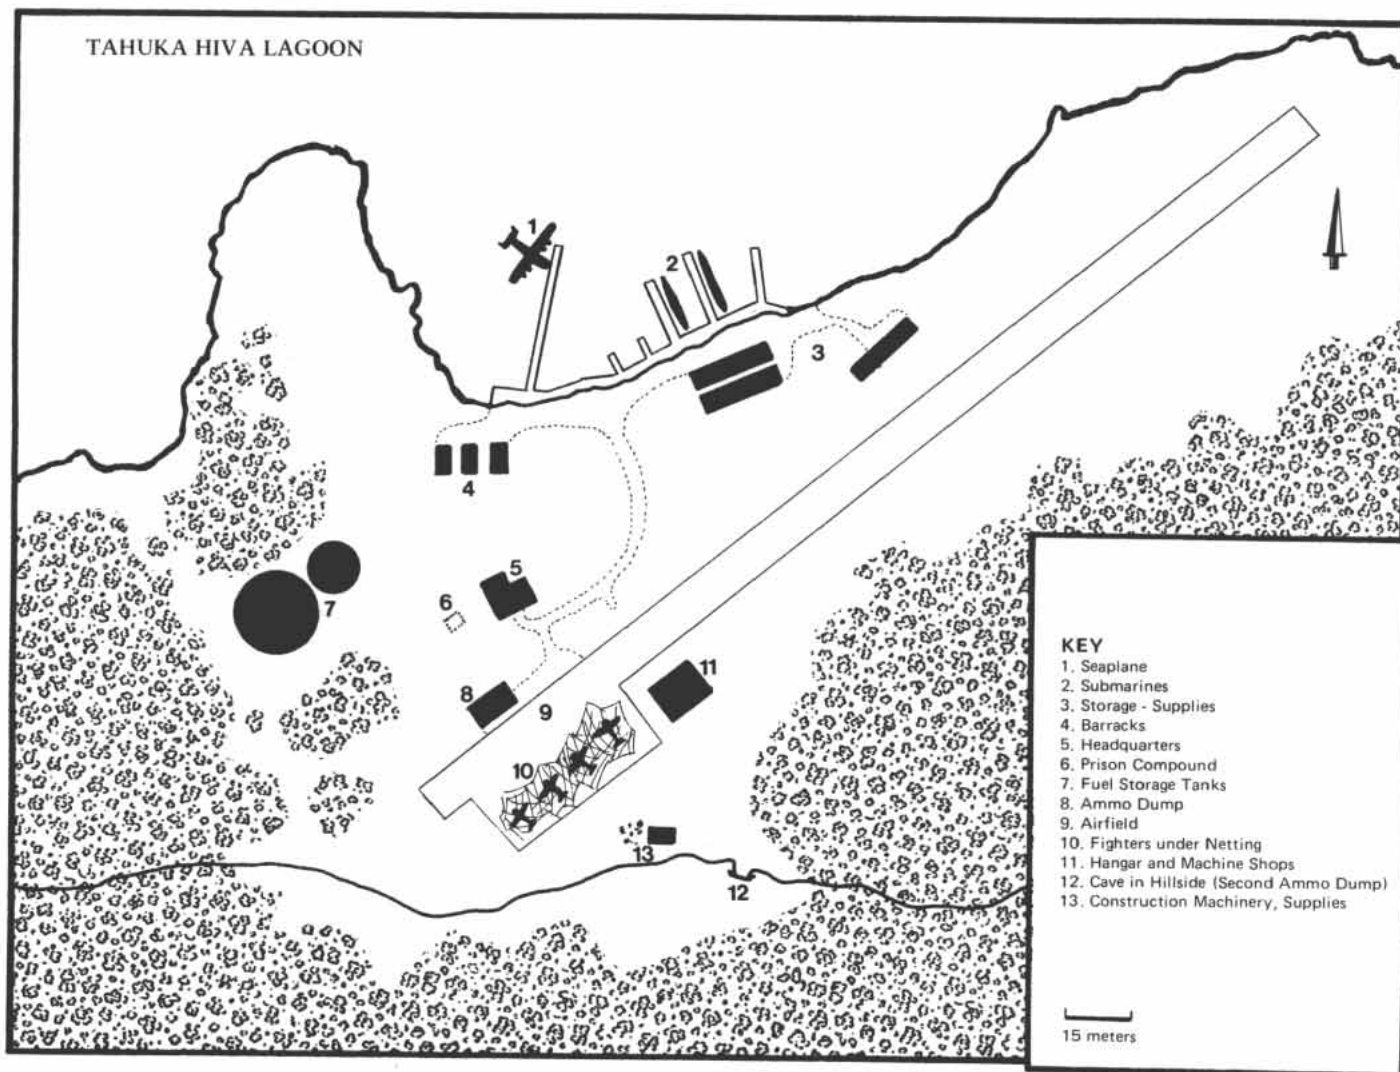 TAHUKA HIVA LAGOON
1
2
3
4
5
6
7
8
9
10
11
12
13
KEY
1. Seaplane
2. Submarines
3. Storage - Supplies
4. Barracks
5. Headquarters
6. Prison Compound
7. Fuel Storage Tanks
8. Ammo Dump
9. Airfield
10. Fighters under Netting
11. Hangar and Machine Shops
12. Cave in Hillside (Second Ammo Dump)
13. Construction Machinery, Supplies
15 meters